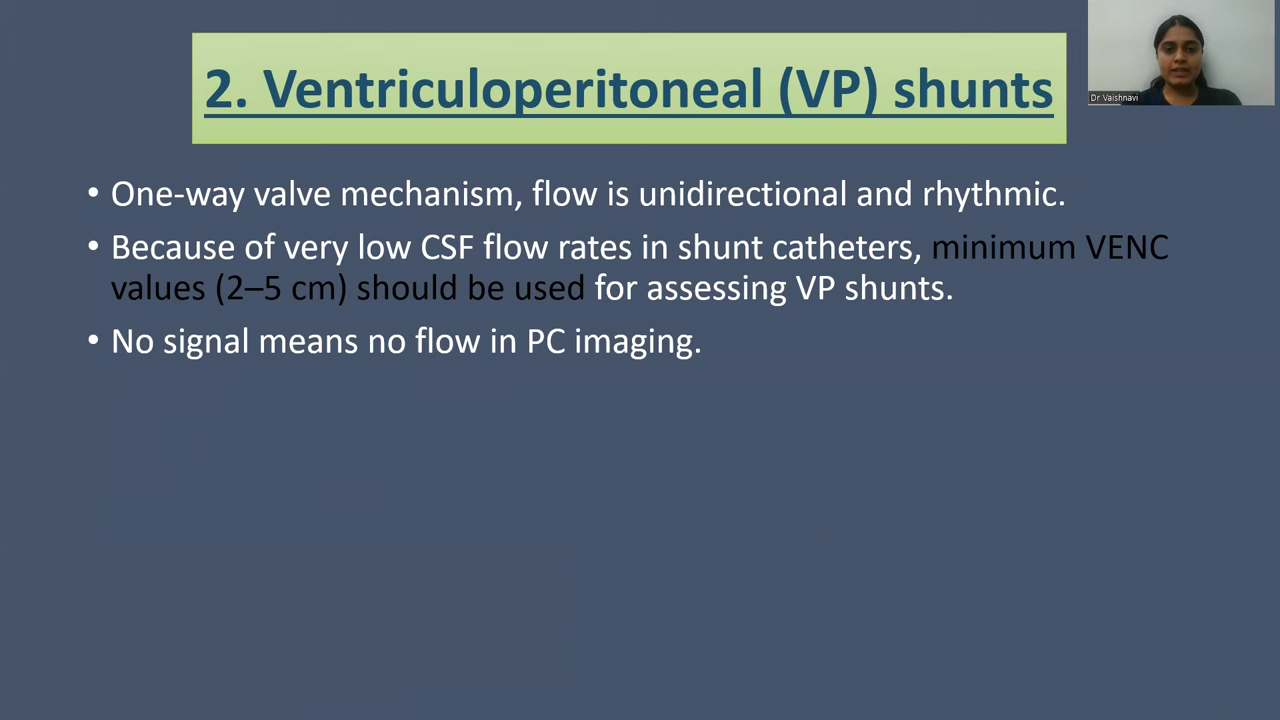 2. Ventriculoperitoneal (VP) shunts
Dr Vaishnavi
• One-way valve mechanism, flow is unidirectional and rhythmic.
• Because of very low CSF flow rates in shunt catheters, minimum VENC
values (2–5 cm) should be used for assessing VP shunts.
• No signal means no flow in PC imaging.